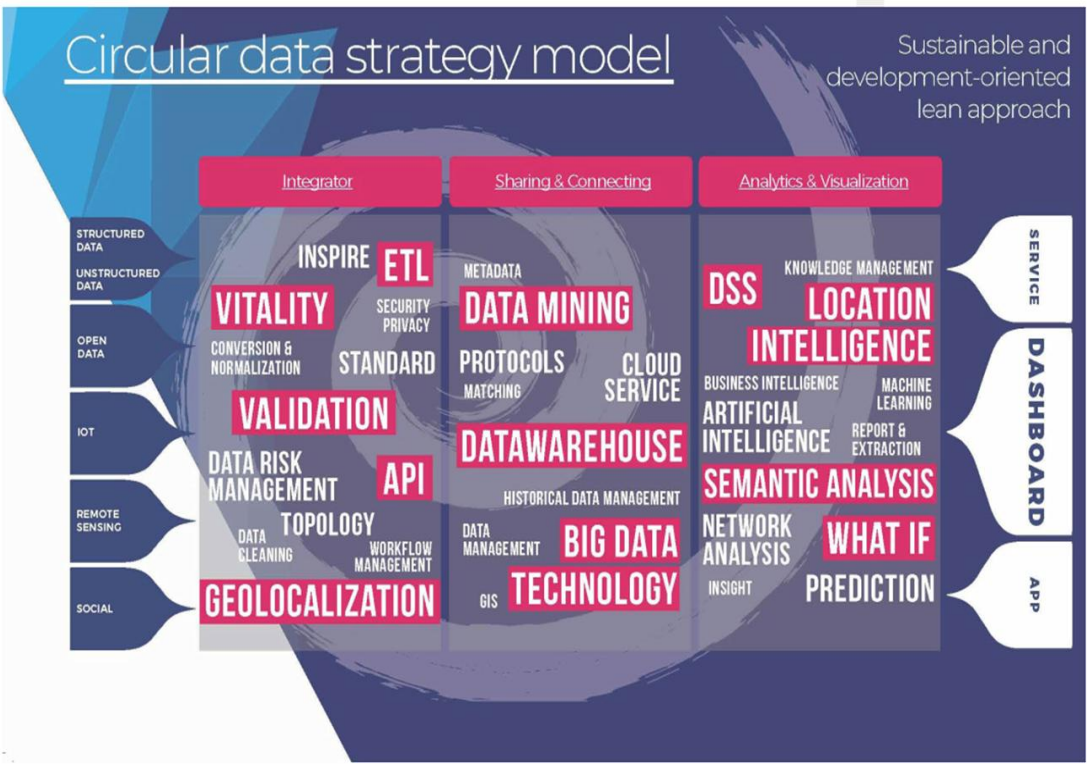 Circular data strategy model
Sustainable and
development-oriented
lean approach
Integrator
Sharing & Connecting
Analytics & Visualization
STRUCTURED
DATA
UNSTRUCTURED
DATA
OPEN
DATA
IOT
REMOTE
SENSING
SOCIAL
INSPIRE
ETL
VITALITY
SECURITY
PRIVACY
CONVERSION &
NORMALIZATION
STANDARD
VALIDATION
DATA RISK
MANAGEMENT
API
TOPOLOGY
DATA
CLEANING
WORKFLOW
MANAGEMENT
GEOLOCALIZATION
METADATA
DATA MINING
PROTOCOLS
MATCHING
CLOUD
SERVICE
DATAWAREHOUSE
HISTORICAL DATA MANAGEMENT
DATA
MANAGEMENT
BIG DATA
GIS
TECHNOLOGY
KNOWLEDGE MANAGEMENT
DSS
LOCATION
INTELLIGENCE
BUSINESS INTELLIGENCE
MACHINE
LEARNING
ARTIFICIAL
INTELLIGENCE
REPORT &
EXTRACTION
SEMANTIC ANALYSIS
NETWORK
ANALYSIS
WHAT IF
INSIGHT
PREDICTION
SERVICE
DASHBOARD
APP